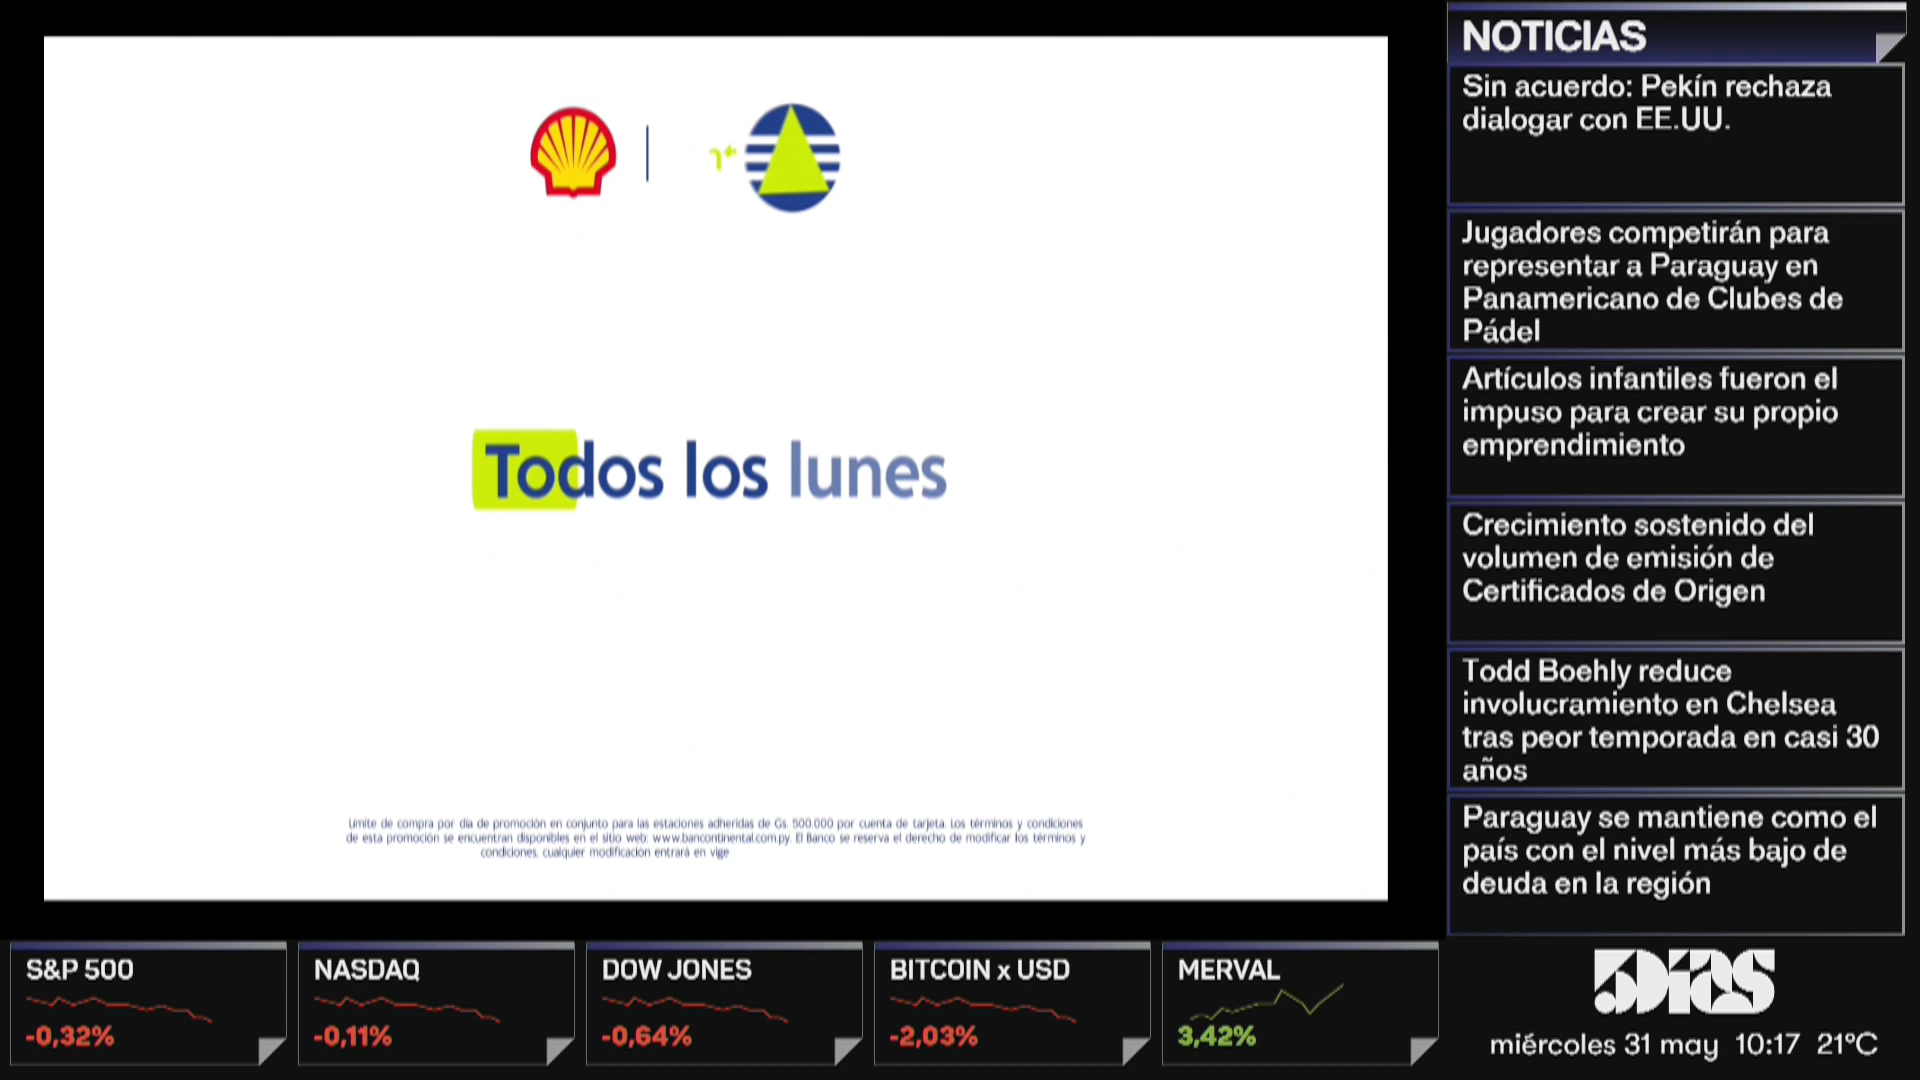 Todos los lunes
Límite de compra por día de promoción en conjunto para las estaciones adheridas de Gs. 500.000 por cuenta de tarjeta. Los términos y condiciones
de esta promoción se encuentran disponibles en el sitio web: www.bancontinental.com.py. El Banco se reserva el derecho de modificar los términos y
condiciones, cualquier modificación entrará en vige
NOTICIAS
Sin acuerdo: Pekín rechaza
dialogar con EE.UU.
Jugadores competirán para
representar a Paraguay en
Panamericano de Clubes de
Pádel
Artículos infantiles fueron el
impuso para crear su propio
emprendimiento
Crecimiento sostenido del
volumen de emisión de
Certificados de Origen
Todd Boehly reduce
involucramiento en Chelsea
tras peor temporada en casi 30
años
Paraguay se mantiene como el
país con el nivel más bajo de
deuda en la región
S&P 500
-0,32%
NASDAQ
-0,11%
DOW JONES
-0,64%
BITCOIN x USD
-2,03%
MERVAL
3,42%
5DIAS
miércoles 31 may 10:17 21°C